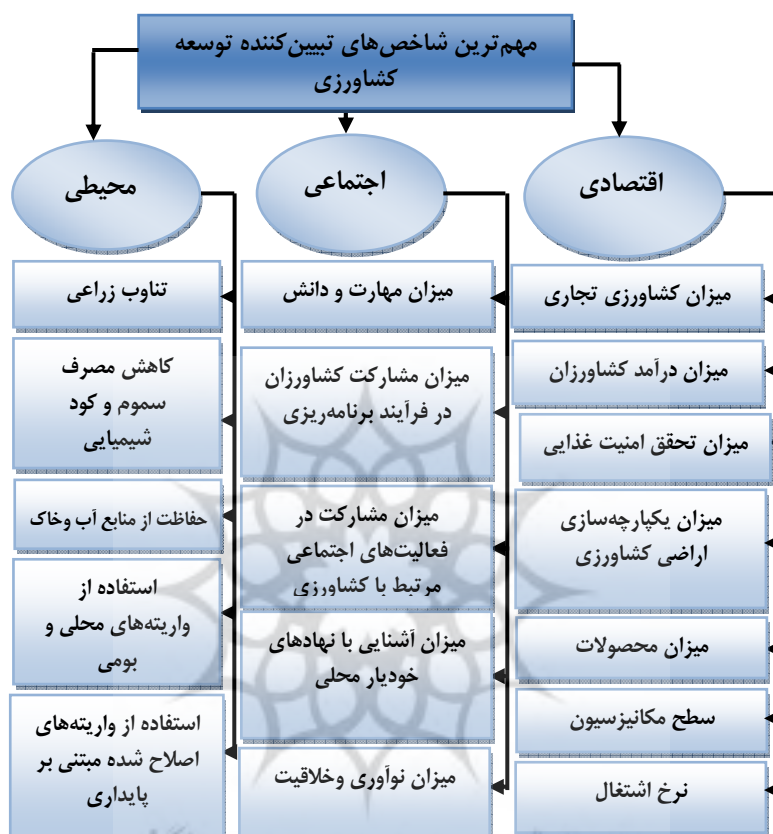 مهم‌ترین شاخص‌های تبیین‌کننده توسعه
کشاورزی
اقتصادی
میزان کشاورزی تجاری
میزان درآمد کشاورزان
میزان تحقق امنیت غذایی
میزان یکپارچه‌سازی
اراضی کشاورزی
میزان محصولات
سطح مکانیزسیون
نرخ اشتغال
اجتماعی
میزان مهارت و دانش
میزان مشارکت کشاورزان
در فرآیند برنامه‌ریزی
میزان مشارکت در
فعالیت‌های اجتماعی
مرتبط با کشاورزی
میزان آشنایی با نهادهای
خودیار محلی
میزان نوآوری وخلاقیت
محیطی
تناوب زراعی
کاهش مصرف
سموم و کود
شیمیایی
حفاظت از منابع آب وخاک
استفاده از
واریته‌های محلی و
بومی
استفاده از واریته‌های
اصلاح شده مبتنی بر
پایداری